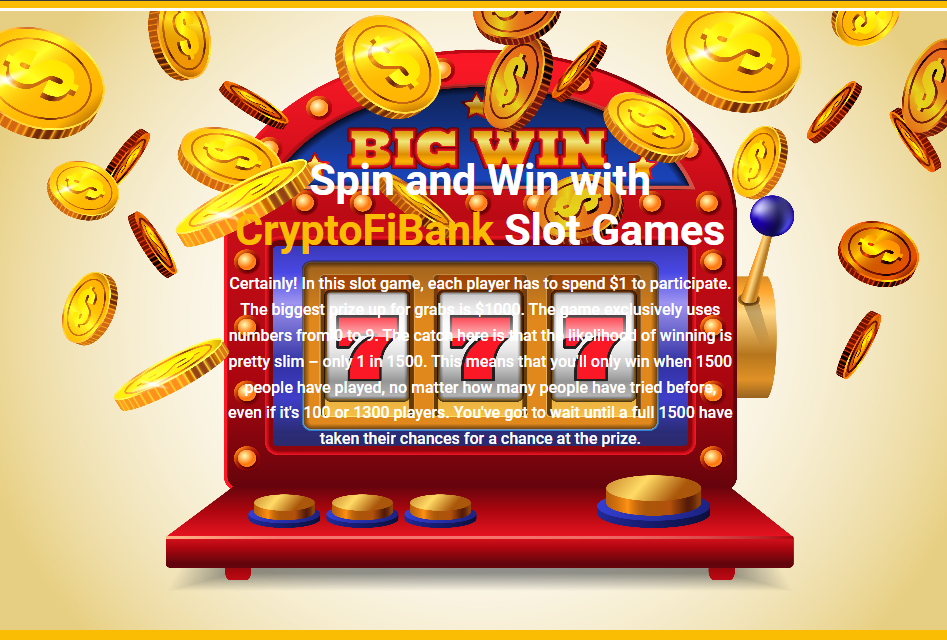 BIG WIN
Spin and Win with
CryptoFiBank Slot Games
Certainly! In this slot game, each player has to spend $1 to participate.
The biggest prize up for grabs is $1000. The game exclusively uses
numbers from 0 to 9. The catch here is that the likelihood of winning is
pretty slim – only 1 in 1500. This means that you'll only win when 1500
people have played, no matter how many people have tried before,
even if it's 100 or 1300 players. You've got to wait until a full 1500 have
taken their chances for a chance at the prize.
7 7 7